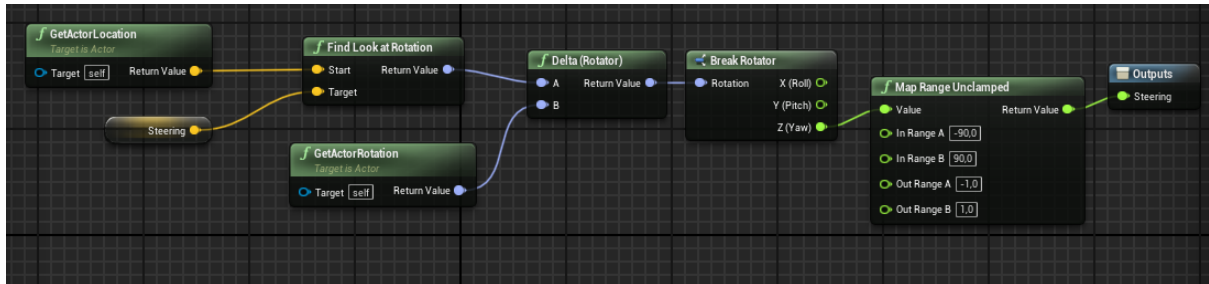 GetActorLocation
Target is Actor
Target self
Return Value
Steering
Find Look at Rotation
Start
Return Value
Target
GetActorRotation
Target is Actor
Target self
Return Value
Delta (Rotator)
A
Return Value
B
Break Rotator
Rotation
X (Roll)
Y (Pitch)
Z (Yaw)
Map Range Unclamped
Value
Return Value
In Range A -90,0
In Range B 90,0
Out Range A -1,0
Out Range B 1,0
Outputs
Steering